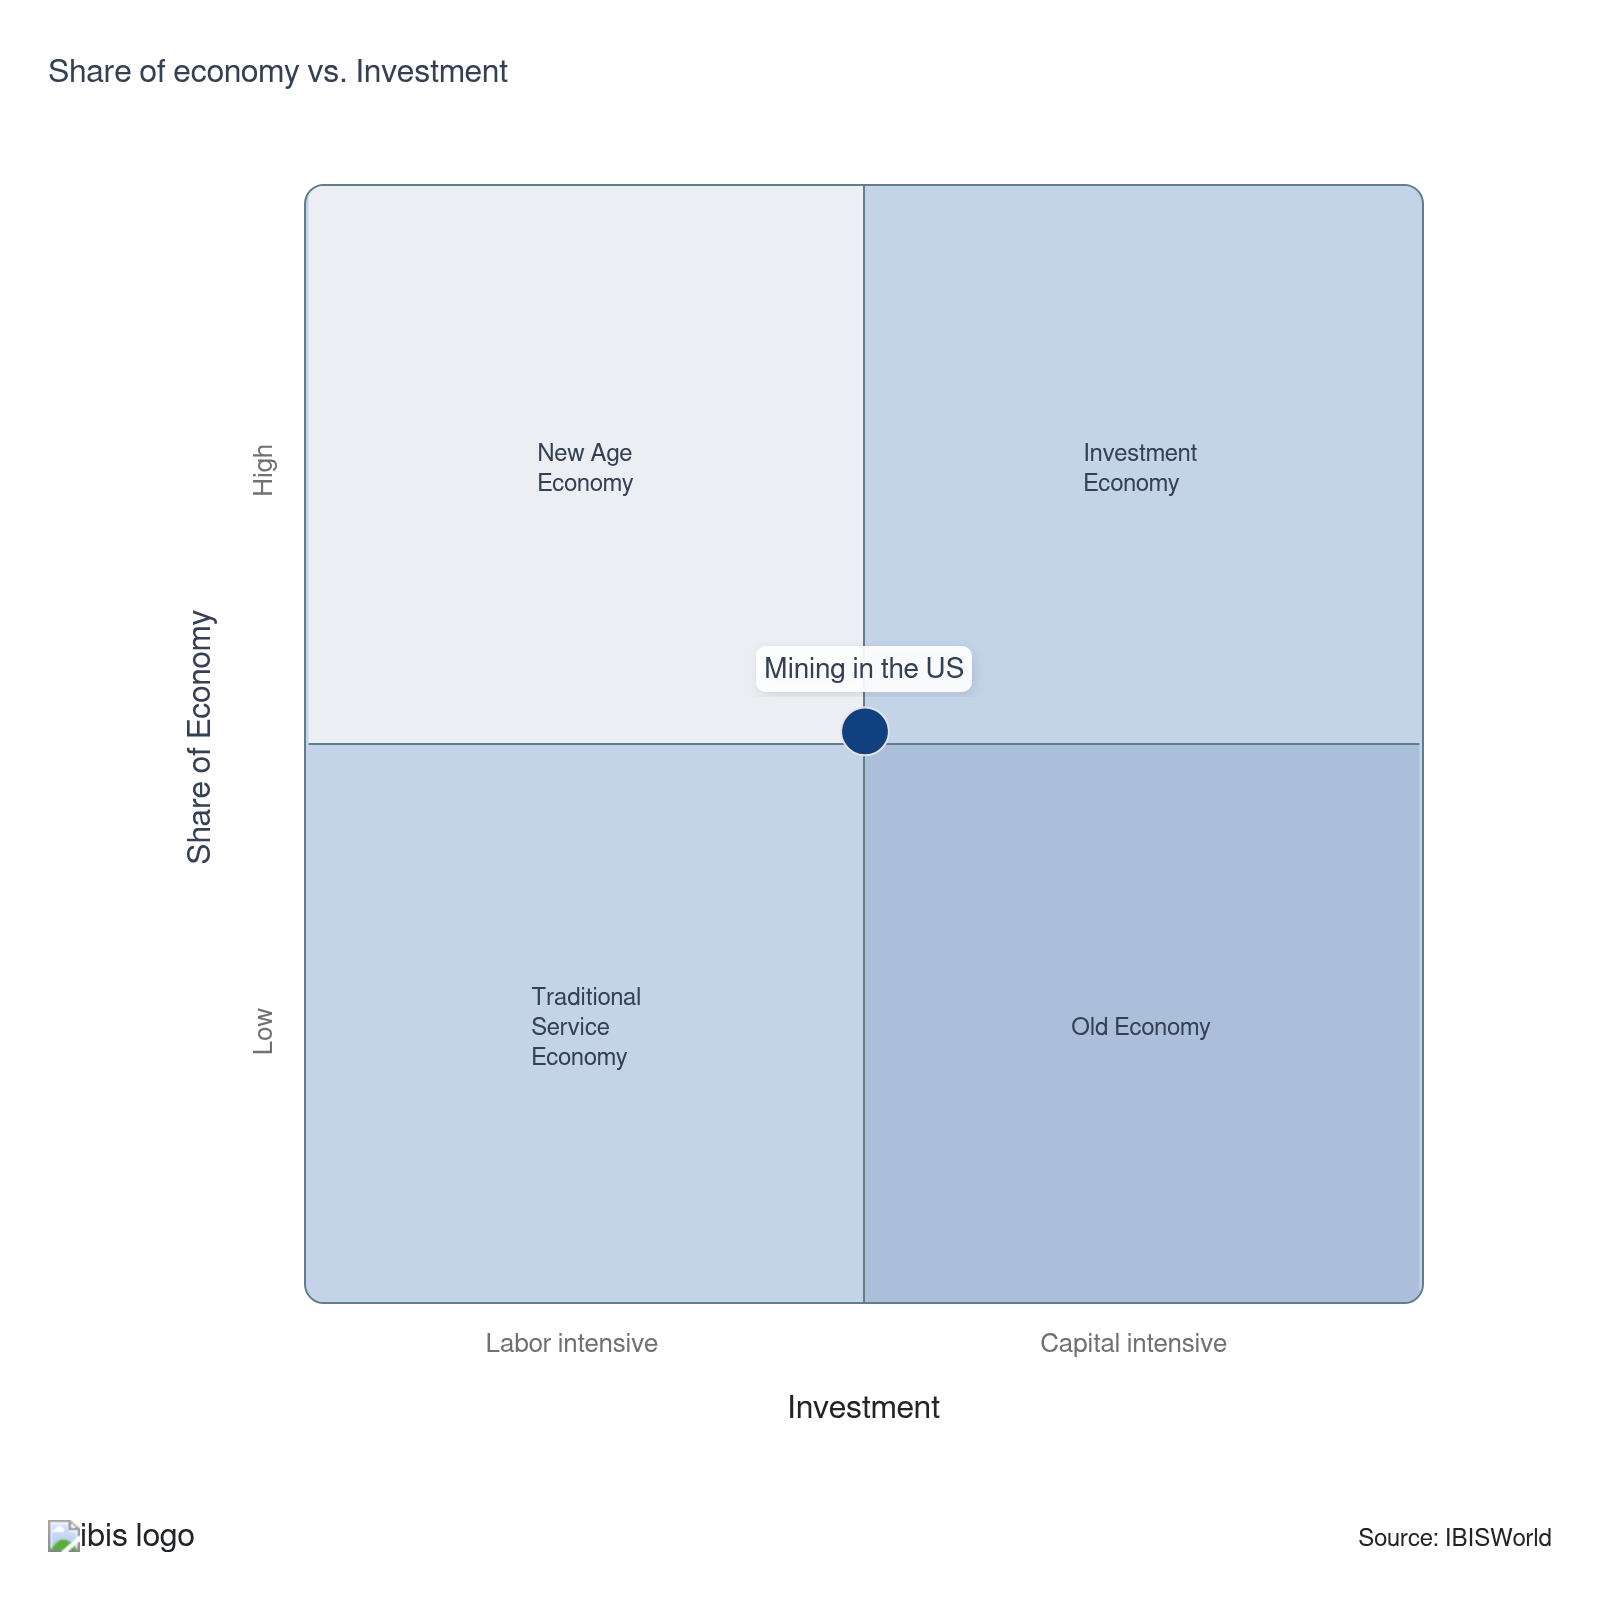 Share of economy vs. Investment
High
New Age
Economy
Investment
Economy
Mining in the US
Share of Economy
Low
Traditional
Service
Economy
Old Economy
Labor intensive
Capital intensive
Investment
ibis logo
Source: IBISWorld